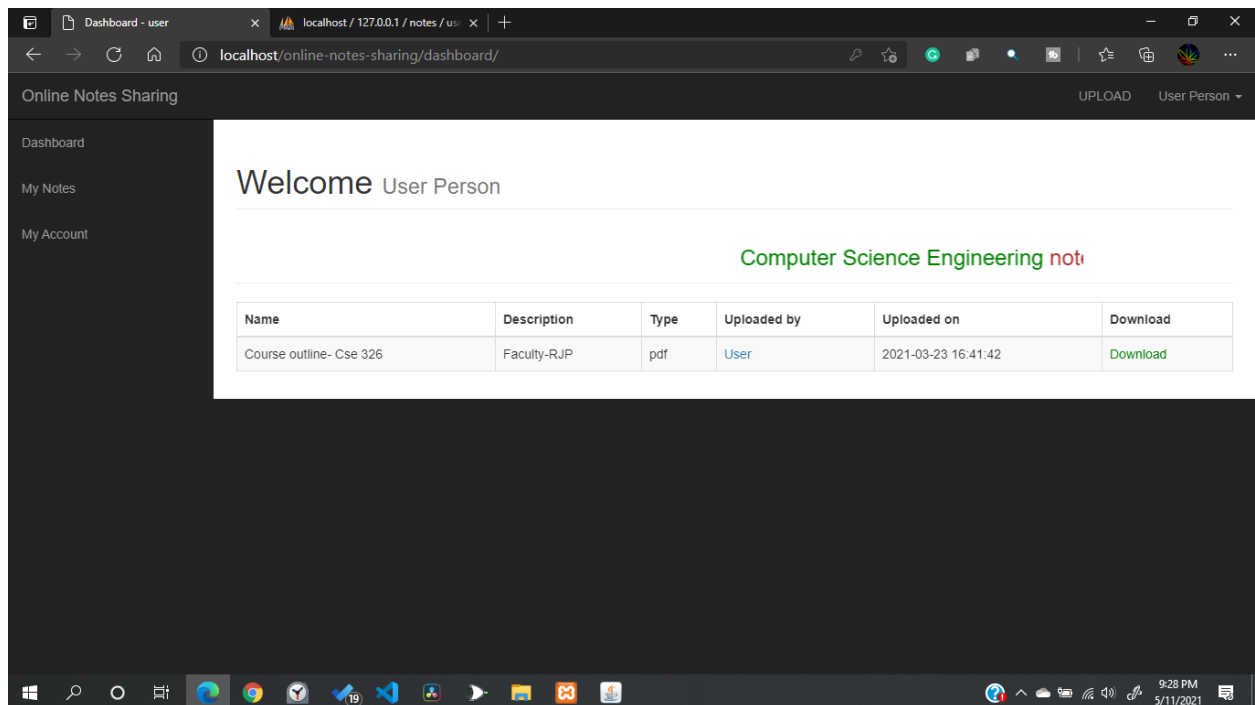 Dashboard - user
localhost / 127.0.0.1 / notes / us
localhost/online-notes-sharing/dashboard/
Online Notes Sharing
UPLOAD User Person
Dashboard
My Notes
My Account
Welcome User Person
Computer Science Engineering note
Name Description Type Uploaded by Uploaded on Download
Course outline- Cse 326 Faculty-RJP pdf User 2021-03-23 16:41:42 Download
19
9:28 PM
5/11/2021